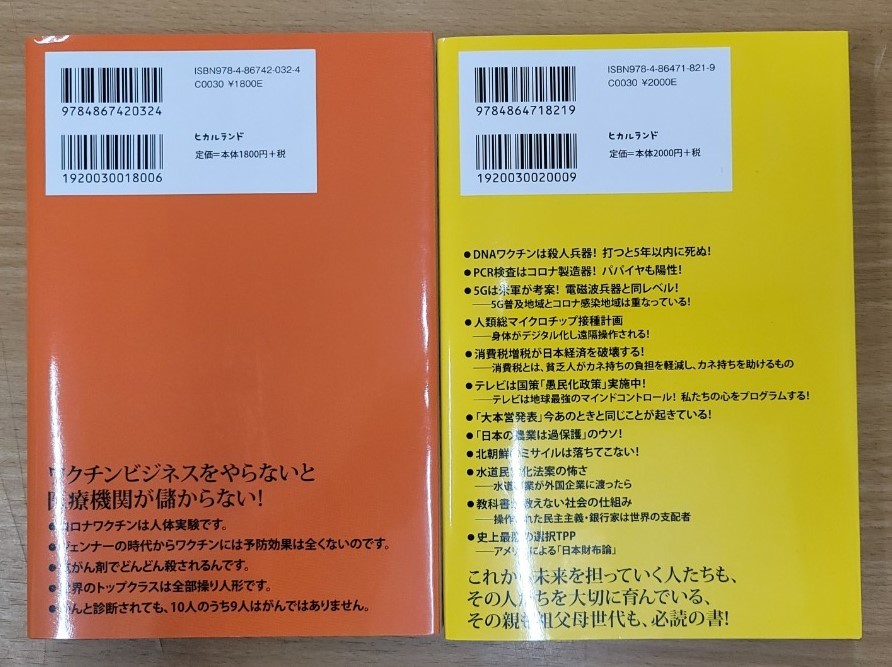 ISBN978-4-86742-032-4
C0030 ¥1800E
9784867420324
ヒカルランド
定価=本体1800円+税
1920030018006
クチンビジネスをやらないと
療機関が儲からない!
ロナワクチンは人体実験です。
ェンナーの時代からワクチンには予防効果は全くないのです。
がん剤でどんどん殺されるんです。
界のトップクラスは全部操り人形です。
●がんと診断されても、10人のうち9人はがんではありません。
ISBN978-4-86471-821-9
C0030 ¥2000E
9784864718219
ヒカルランド
定価=本体2000円+税
1920030020009
●DNAワクチンは殺人兵器! 打つと5年以内に死ぬ!
●PCR検査はコロナ製造器! パパイヤも陽性!
●5Gは米軍が考案! 電磁波兵器と同レベル!
──5G普及地域とコロナ感染地域は重なっている!
●人類総マイクロチップ接種計画
──身体がデジタル化し遠隔操作される!
●消費税増税が日本経済を破壊する!
──消費税とは、貧乏人がカネ持ちの負担を軽減し、カネ持ちを助けるもの
●テレビは国策「愚民化政策」実施中!
──テレビは地球最強のマインドコントロール! 私たちの心をプログラムする!
●「大本営発表」今あのときと同じことが起きている!
●「日本の農業は過保護」のウソ!
●北朝鮮のミサイルは落ちてこない!
●水道民営化法案の怖さ
──水道事業が外国企業に渡ったら
●教科書が教えない社会の仕組み
──操作された民主主義・銀行家は世界の支配者
●史上最悪の選択TPP
──アメリカによる「日本財布論」
これから未来を担っていく人たちも、
その人たちを大切に育んでいる、
その親も祖父母世代も、必読の書!